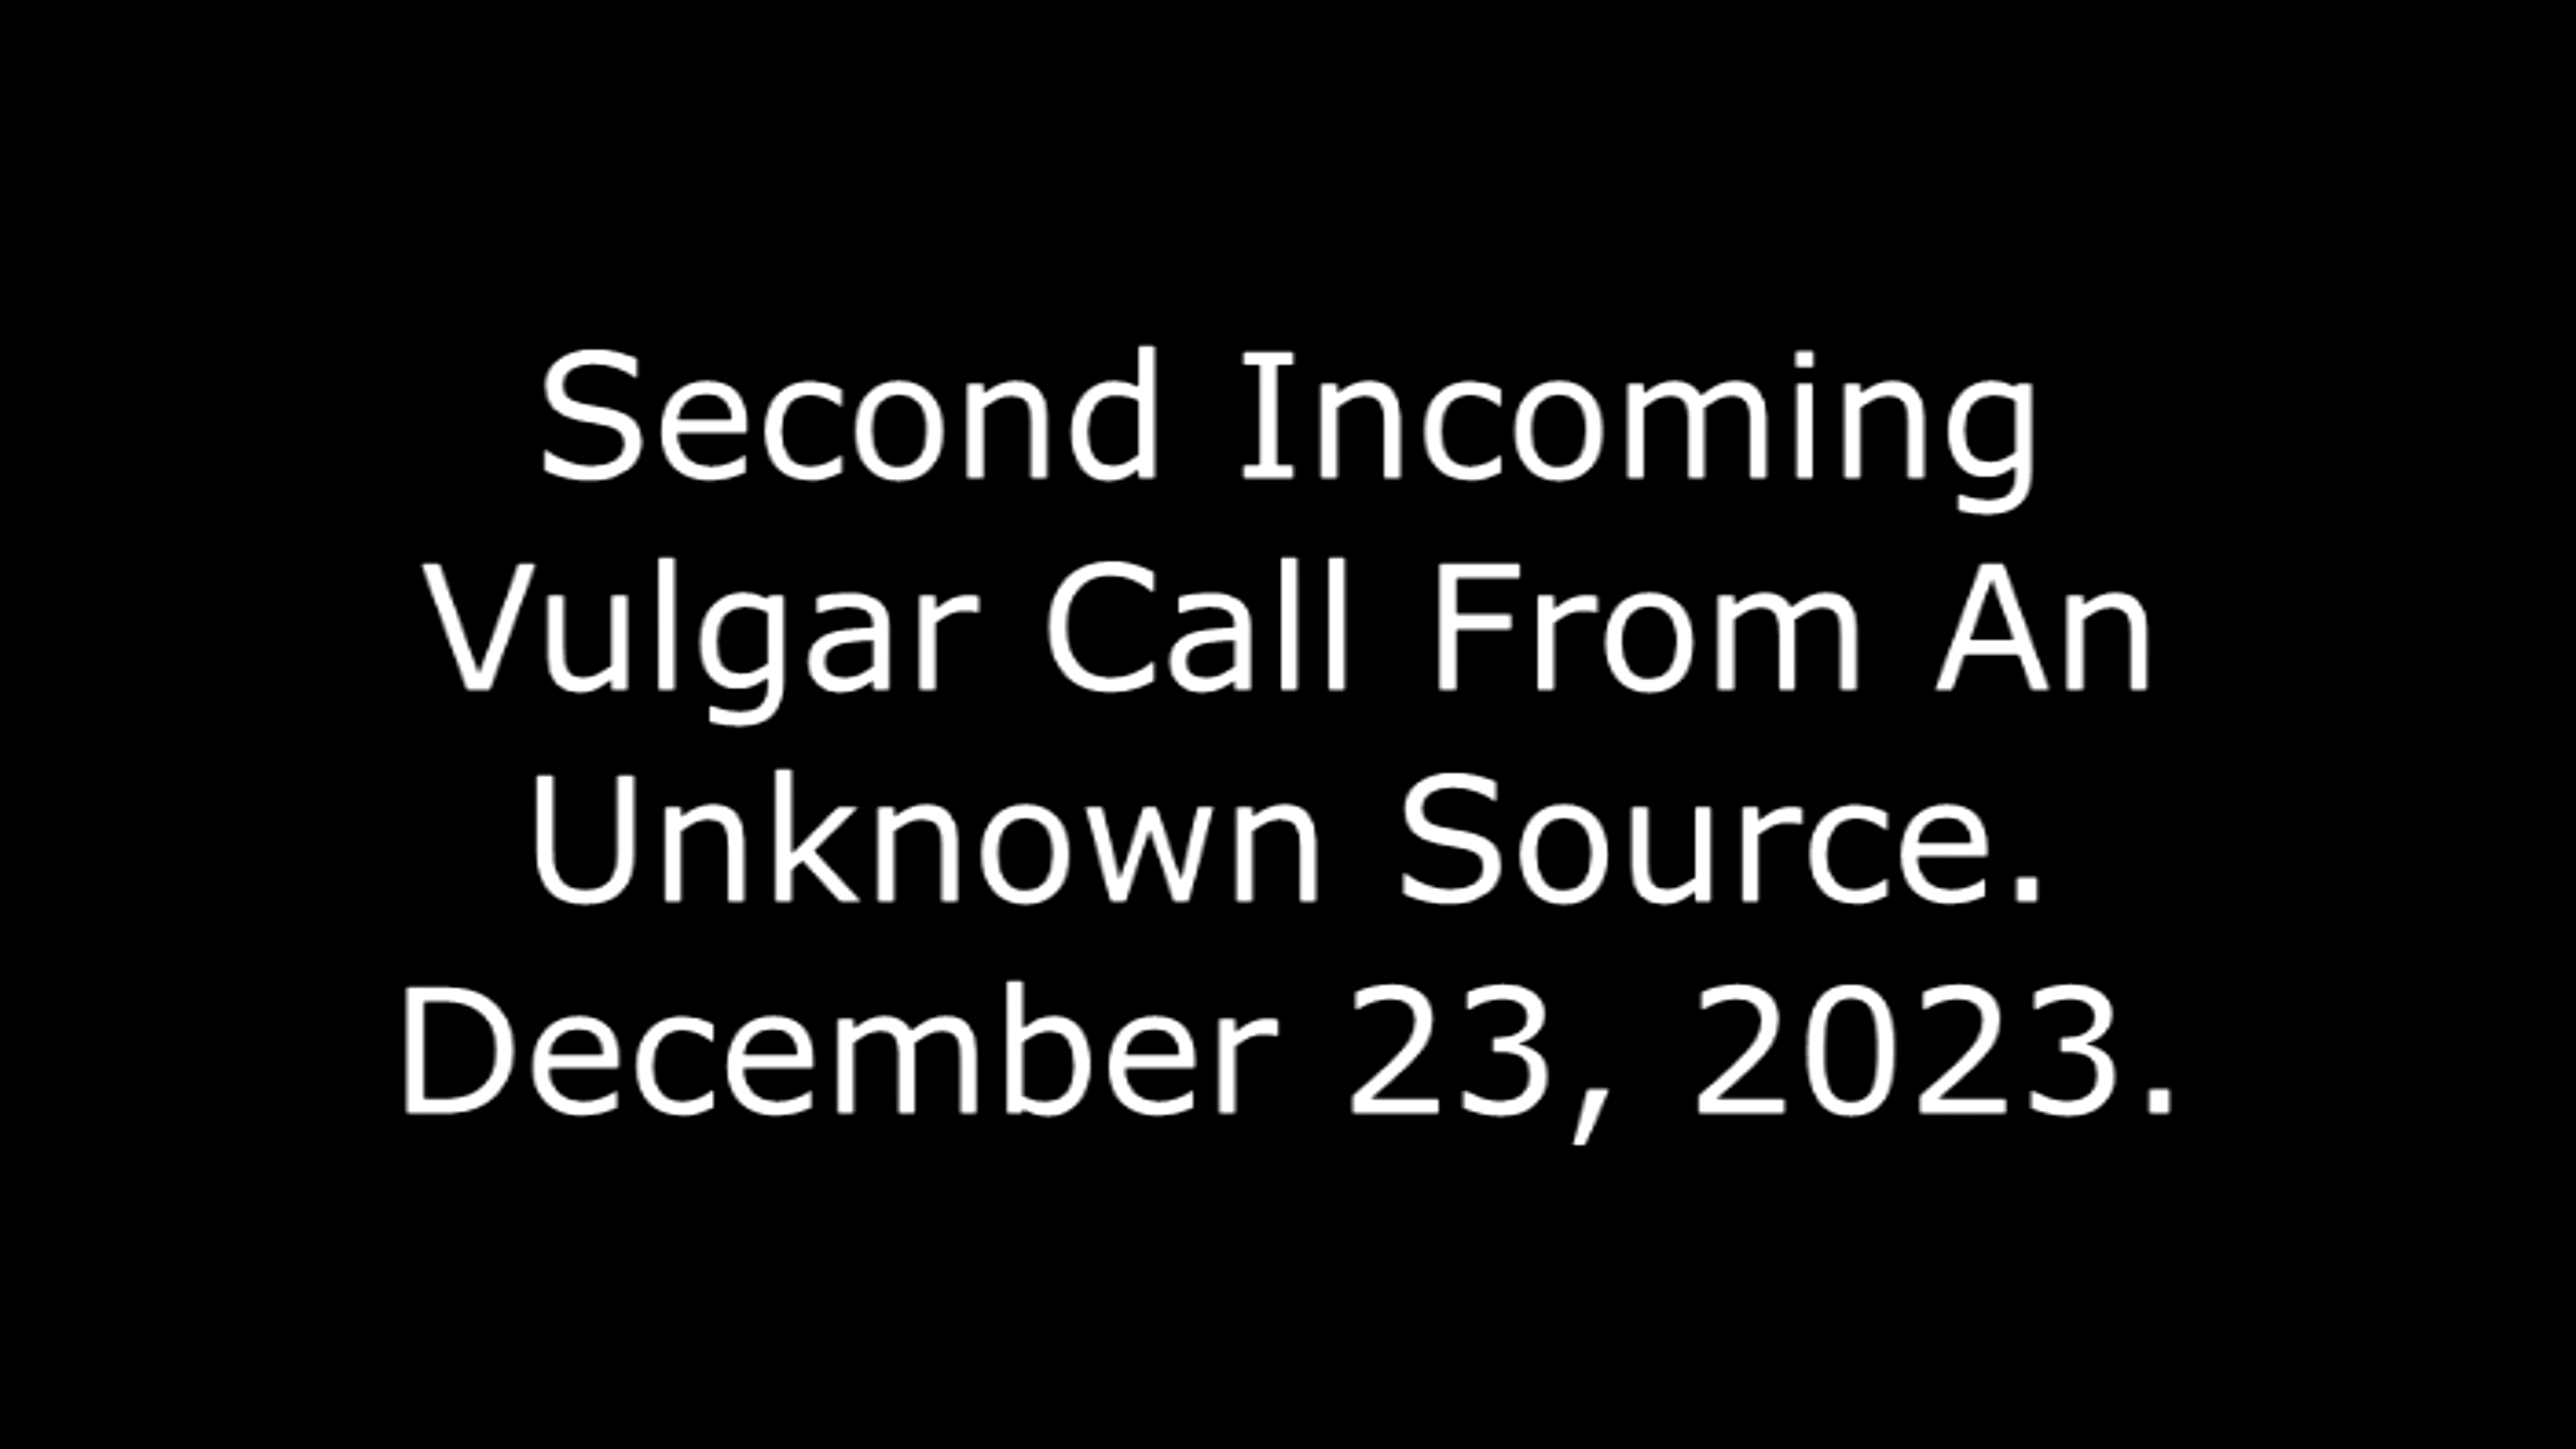 Second Incoming
Vulgar Call From An
Unknown Source.
December 23, 2023.